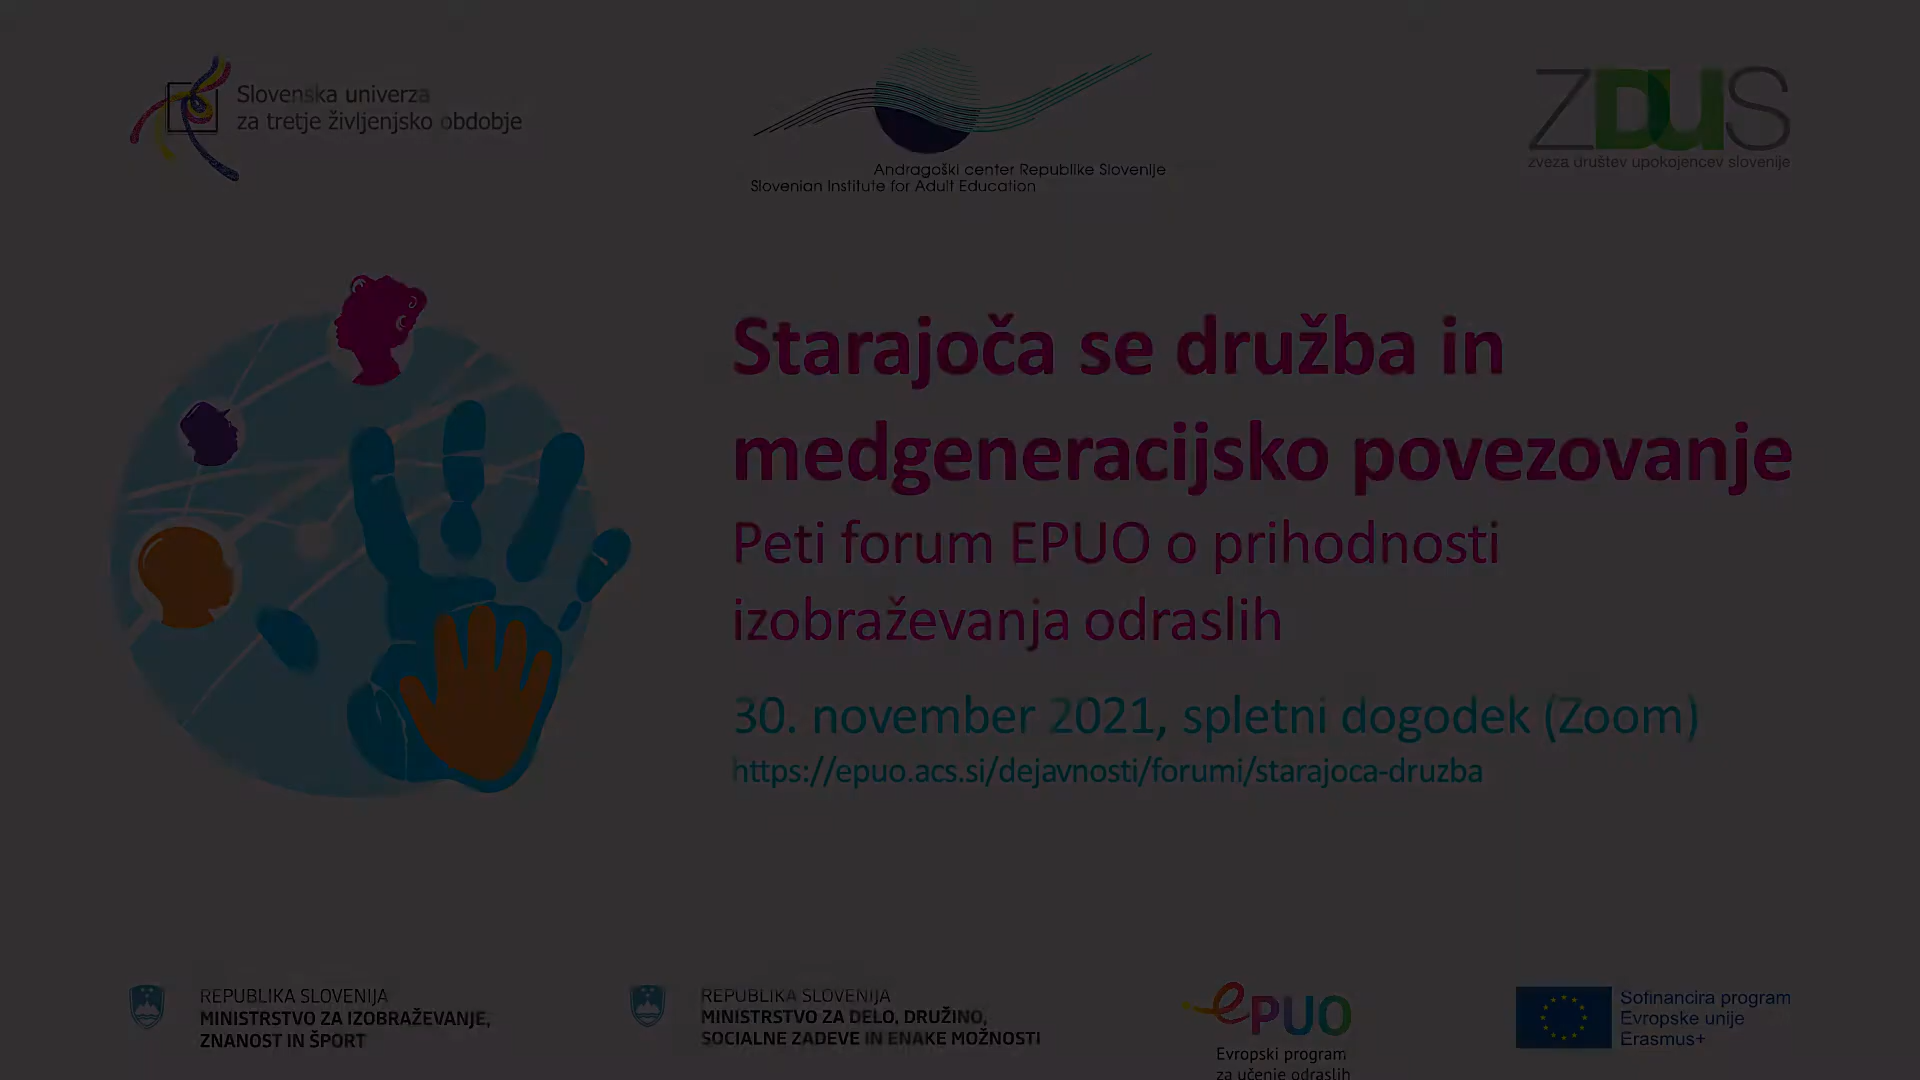 Slovenska univerza
za tretje življenjsko obdobje
Andragoški center Republike Slovenije
Slovenian Institute for Adult Education
ZDUS
zveza društev upokojencev slovenije
Starajoča se družba in
medgeneracijsko povezovanje
Peti forum EPUO o prihodnosti
izobraževanja odraslih
30. november 2021, spletni dogodek (Zoom)
https://epuo.acs.si/dejavnosti/forumi/starajoca-druzba
REPUBLIKA SLOVENIJA
MINISTRSTVO ZA IZOBRAŽEVANJE,
ZNANOST IN ŠPORT
REPUBLIKA SLOVENIJA
MINISTRSTVO ZA DELO, DRUŽINO,
SOCIALNE ZADEVE IN ENAKE MOŽNOSTI
ePUO
Evropski program
za učenje odraslih
Sofinancira program
Evropske unije
Erasmus+